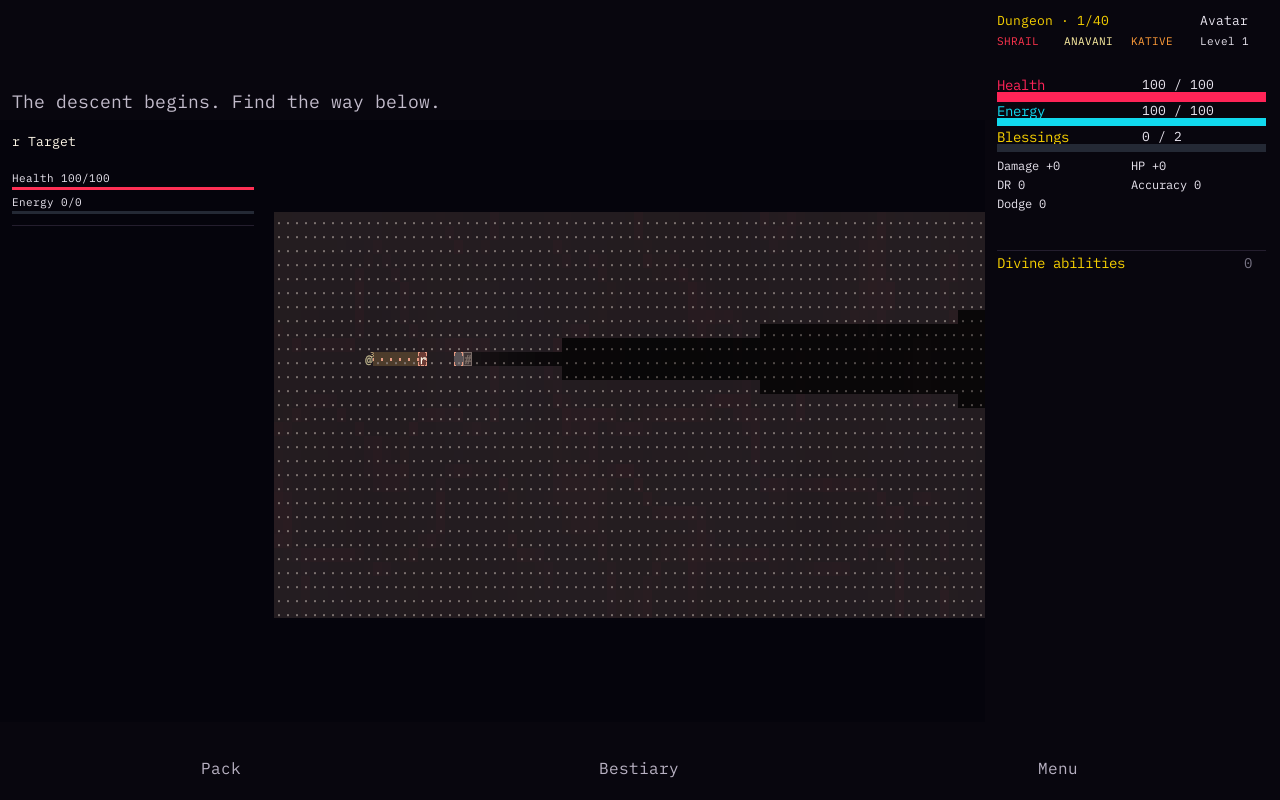 Dungeon · 1/40 Avatar
SHRAIL ANAVANI KATIVE Level 1
The descent begins. Find the way below.
Health 100 / 100
Energy 100 / 100
Blessings 0 / 2
Damage +0 HP +0
DR 0 Accuracy 0
Dodge 0
Divine abilities 0
r Target
Health 100/100
Energy 0/0
@ r #
Pack Bestiary Menu